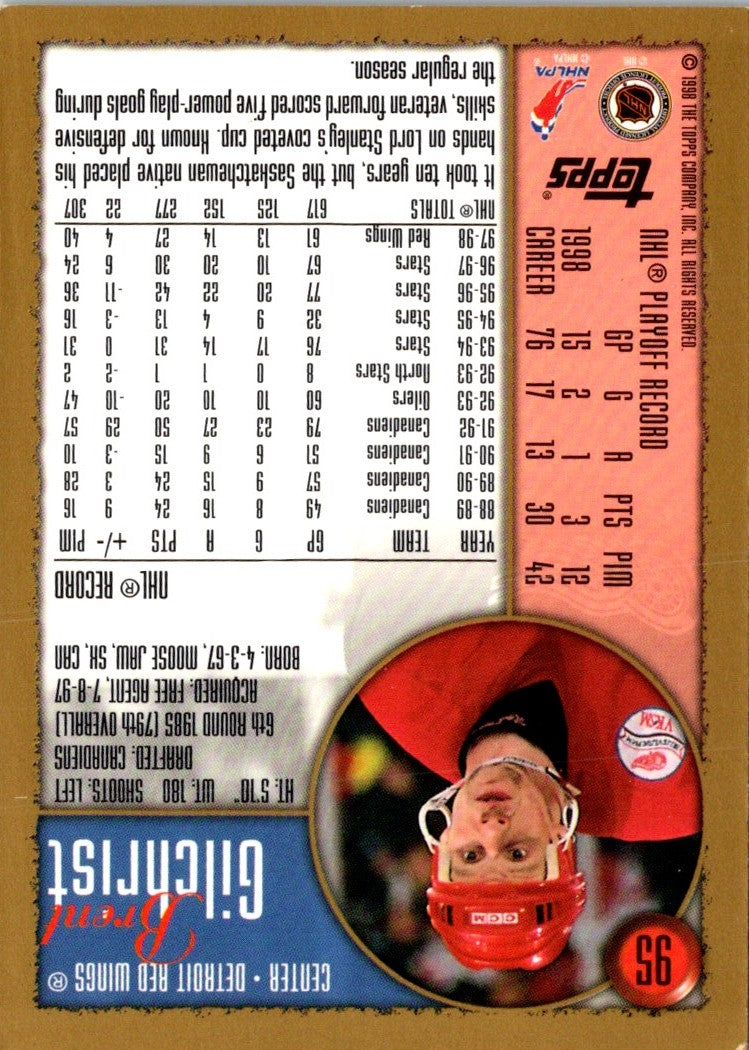 95
CENTER • DETROIT RED WINGS ®
Brent
Gilchrist
CCM
HT. 5'10" WT. 180 SHOOTS: LEFT
DRAFTED: CANADIENS
6th ROUND 1985 (79th OVERALL)
ACQUIRED: FREE AGENT, 7-8-97
BORN: 4-3-67, MOOSE JAW, SK, CAN
NHL® RECORD
YEAR TEAM GP G A PTS +/- PIM
88-89 Canadiens 49 8 16 24 9 16
89-90 Canadiens 57 9 15 24 3 28
90-91 Canadiens 51 6 9 15 -3 10
91-92 Canadiens 79 23 27 50 29 57
92-93 Oilers 60 10 10 20 -10 47
92-93 North Stars 8 0 1 1 -2 2
93-94 Stars 76 17 14 31 0 31
94-95 Stars 32 9 4 13 -3 16
95-96 Stars 77 20 22 42 -11 36
96-97 Stars 67 10 20 30 6 24
97-98 Red Wings 61 13 14 27 4 40
NHL® TOTALS 617 125 152 277 22 307
It took ten years, but the Saskatchewan native placed his
hands on Lord Stanley's coveted cup. Known for defensive
skills, veteran forward scored five power-play goals during
the regular season.
NHL® PLAYOFF RECORD
GP G A PTS PIM
1998 15 2 1 3 12
CAREER 76 17 13 30 42
Topps®
NHL
© NHL
NHLPA
© NHLPA
© 1998 THE TOPPS COMPANY, INC. ALL RIGHTS RESERVED.